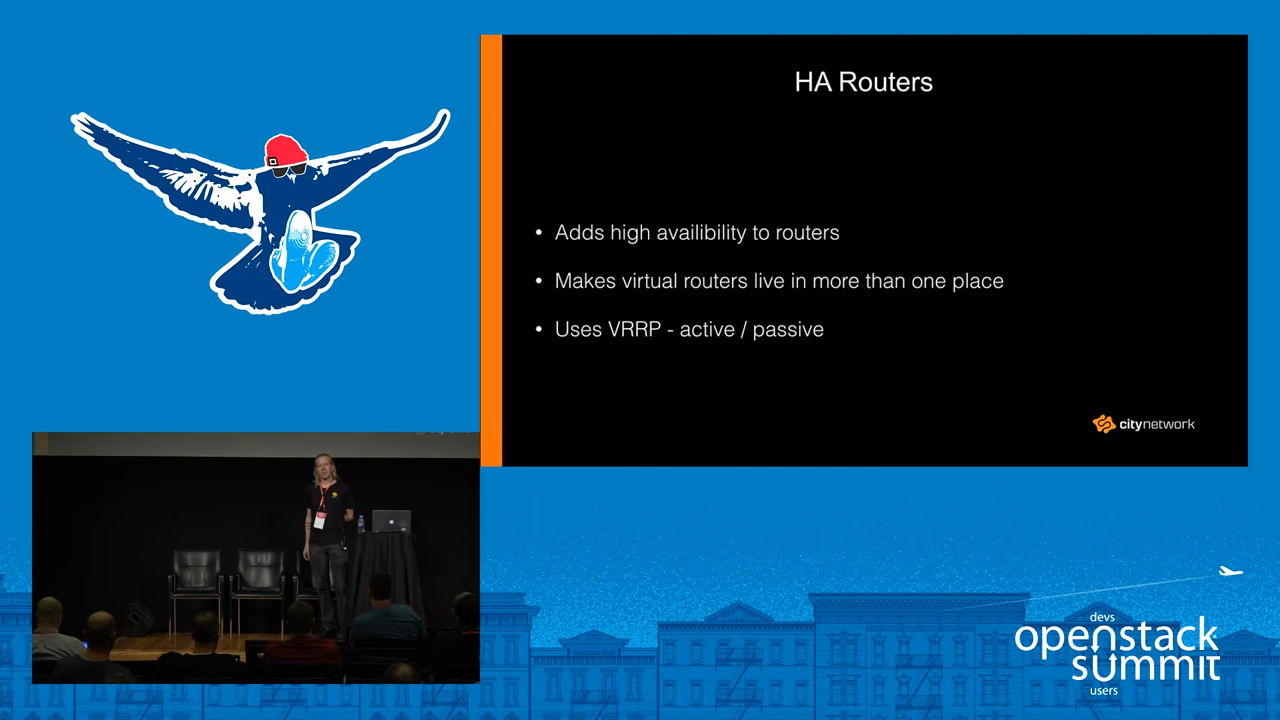 HA Routers
• Adds high availibility to routers
• Makes virtual routers live in more than one place
• Uses VRRP - active / passive
citynetwork
devs
openstack
summit
users